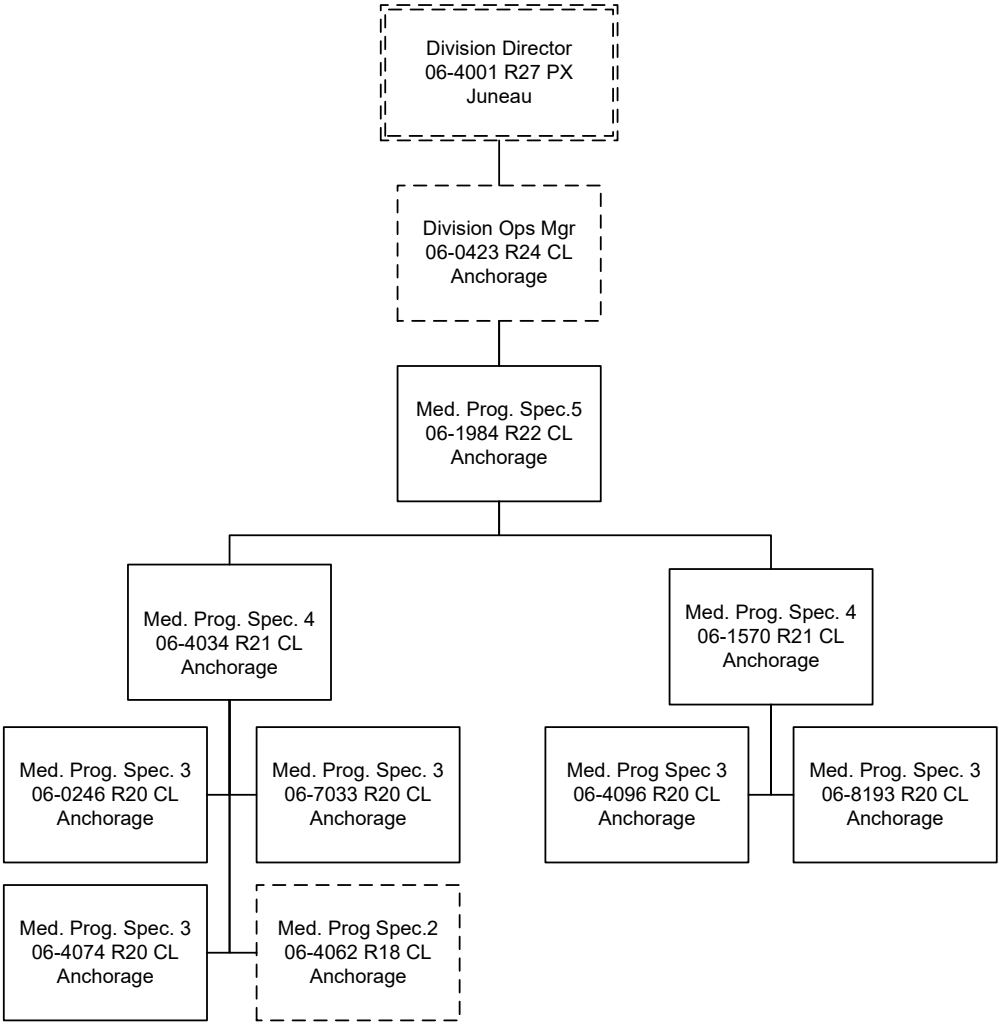 Division Director
06-4001 R27 PX
Juneau
Division Ops Mgr
06-0423 R24 CL
Anchorage
Med. Prog. Spec.5
06-1984 R22 CL
Anchorage
Med. Prog. Spec. 4
06-4034 R21 CL
Anchorage
Med. Prog. Spec. 4
06-1570 R21 CL
Anchorage
Med. Prog. Spec. 3
06-0246 R20 CL
Anchorage
Med. Prog. Spec. 3
06-7033 R20 CL
Anchorage
Med. Prog Spec 3
06-4096 R20 CL
Anchorage
Med. Prog. Spec. 3
06-8193 R20 CL
Anchorage
Med. Prog. Spec. 3
06-4074 R20 CL
Anchorage
Med. Prog Spec.2
06-4062 R18 CL
Anchorage